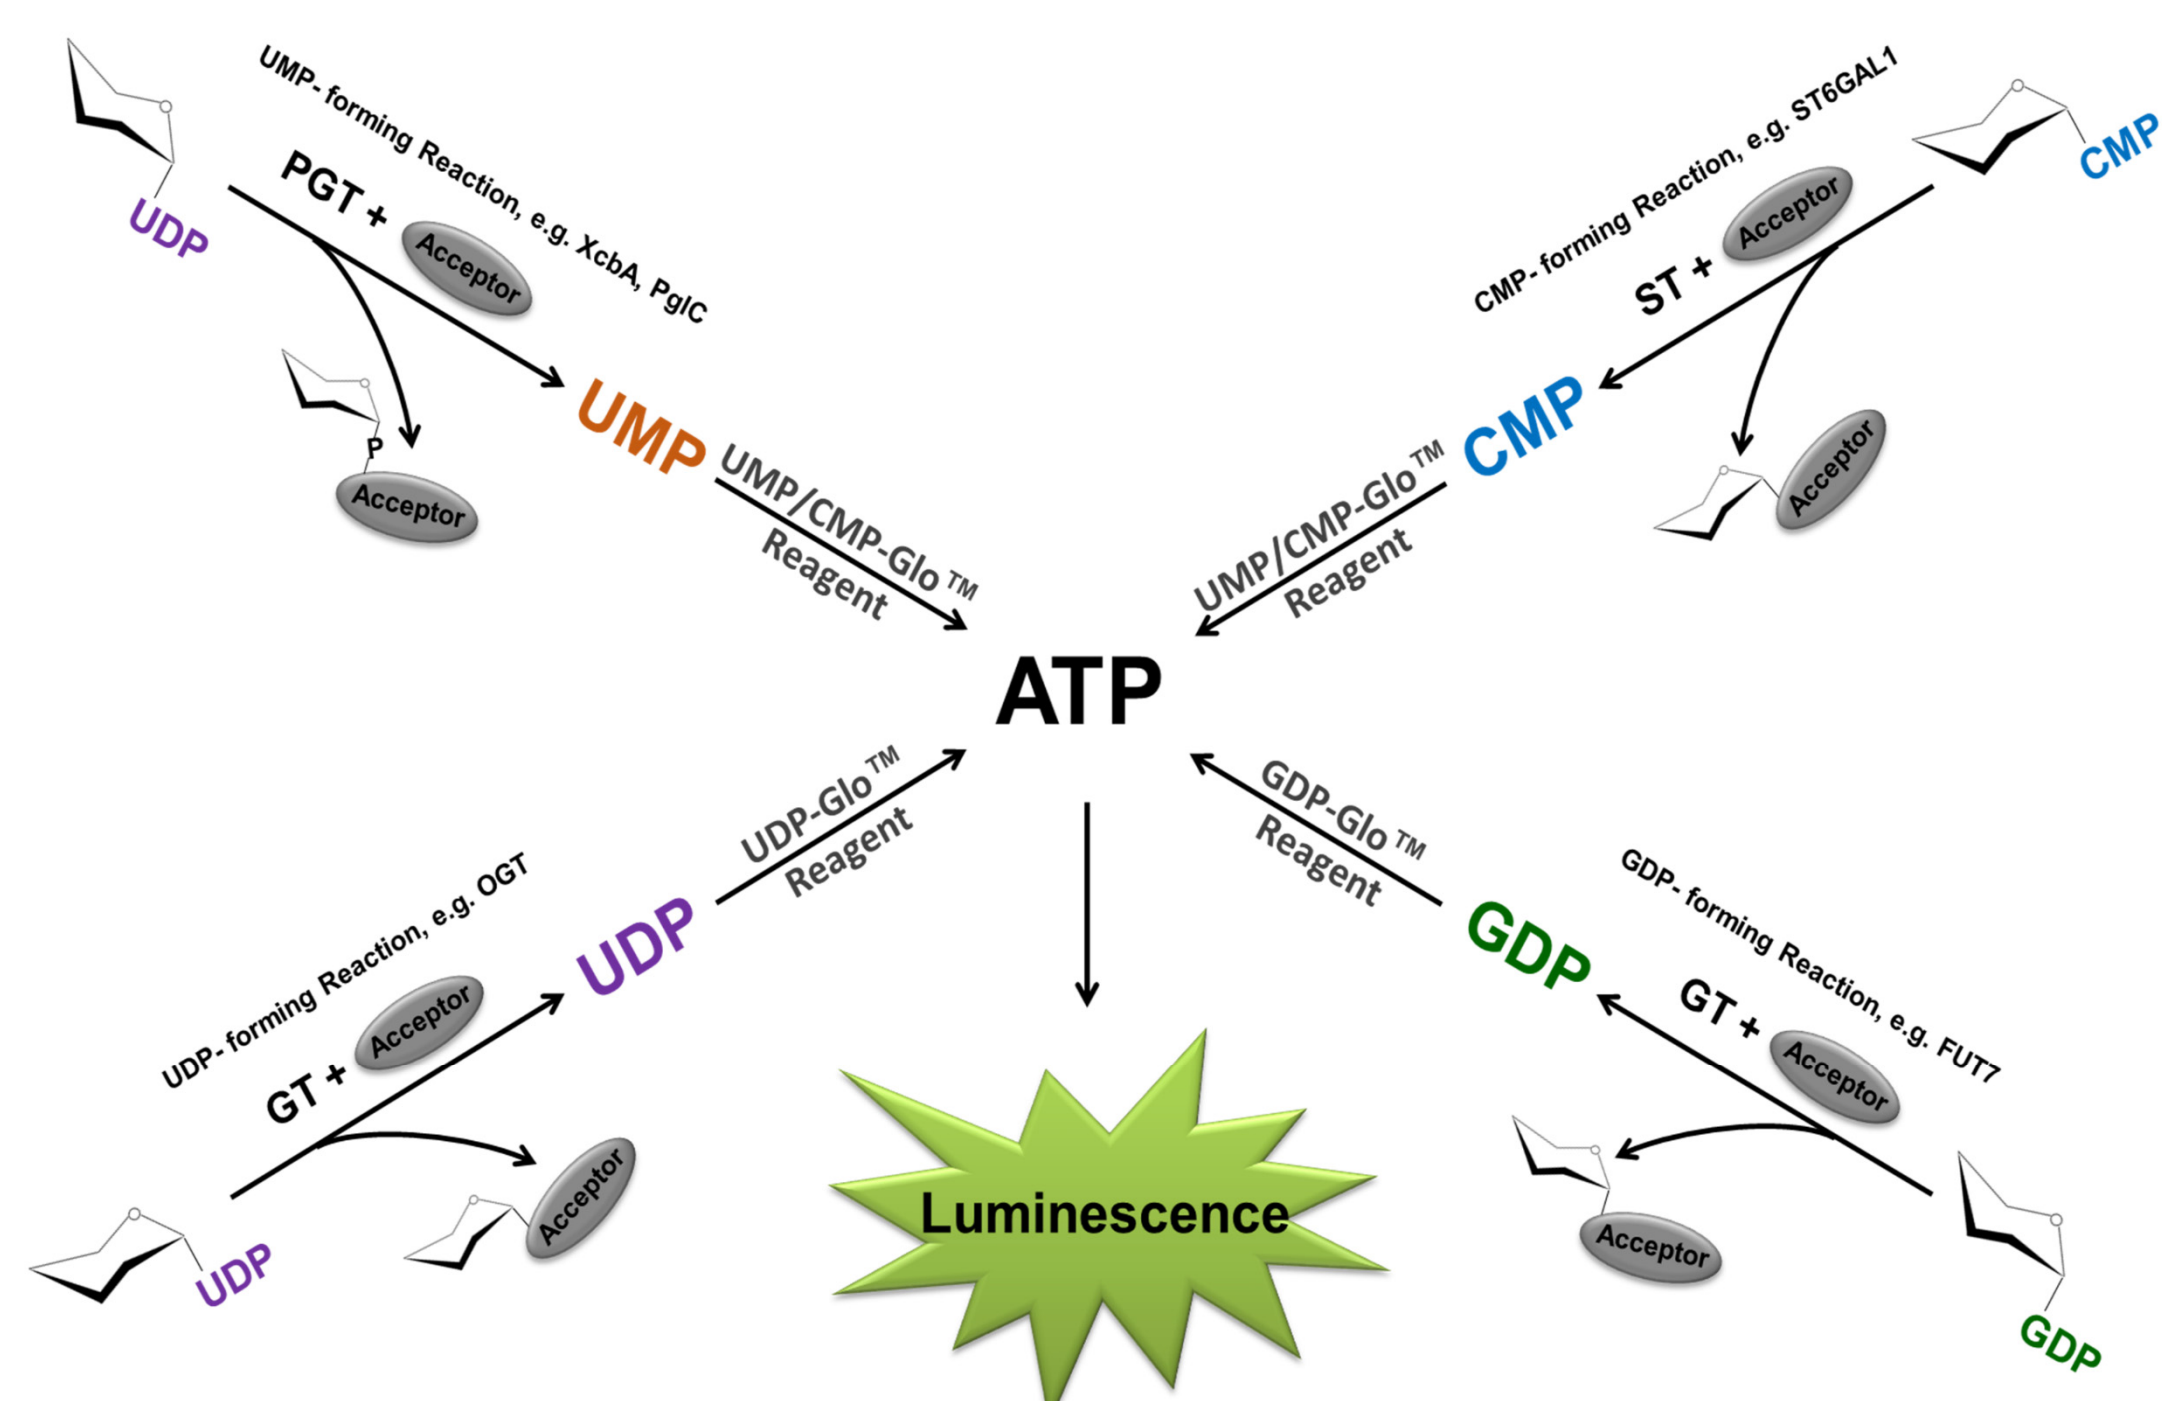 UMP- forming Reaction, e.g. XcbA, PglC
PGT +
Acceptor
UDP
P
Acceptor
UMP
UMP/CMP-Glo™
Reagent
CMP- forming Reaction, e.g. ST6GAL1
ST +
Acceptor
CMP
Acceptor
CMP
UMP/CMP-Glo™
Reagent
ATP
UDP-Glo™
Reagent
UDP
UDP- forming Reaction, e.g. OGT
GT +
Acceptor
Acceptor
UDP
GDP-Glo™
Reagent
GDP
GDP- forming Reaction, e.g. FUT7
GT +
Acceptor
Acceptor
GDP
Luminescence